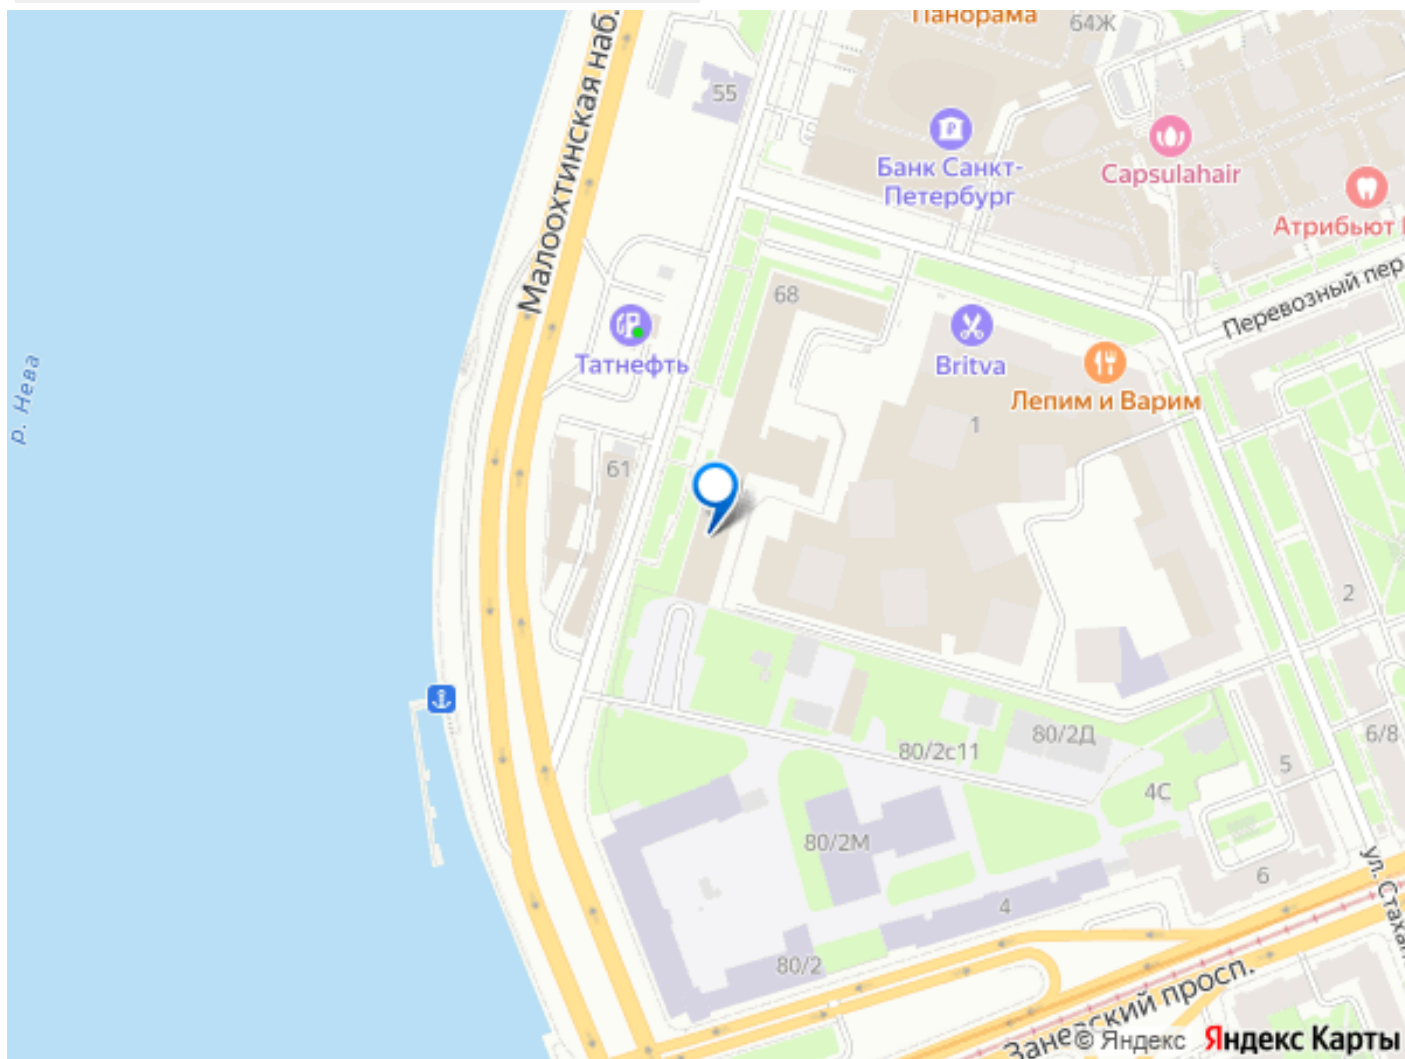 Панорама
64Ж
Малоохтинская наб.
55
Банк Санкт-
Петербург
Capsulahair
Атрибьют
68
Перевозный пер.
Татнефть
Britva
Лепим и Варим
р. Нева
1
61
2
80/2с11
80/2Д
6/8
5
4С
80/2М
6
4
ул. Стахан
80/2
Заневский просп.
© Яндекс Яндекс Карты